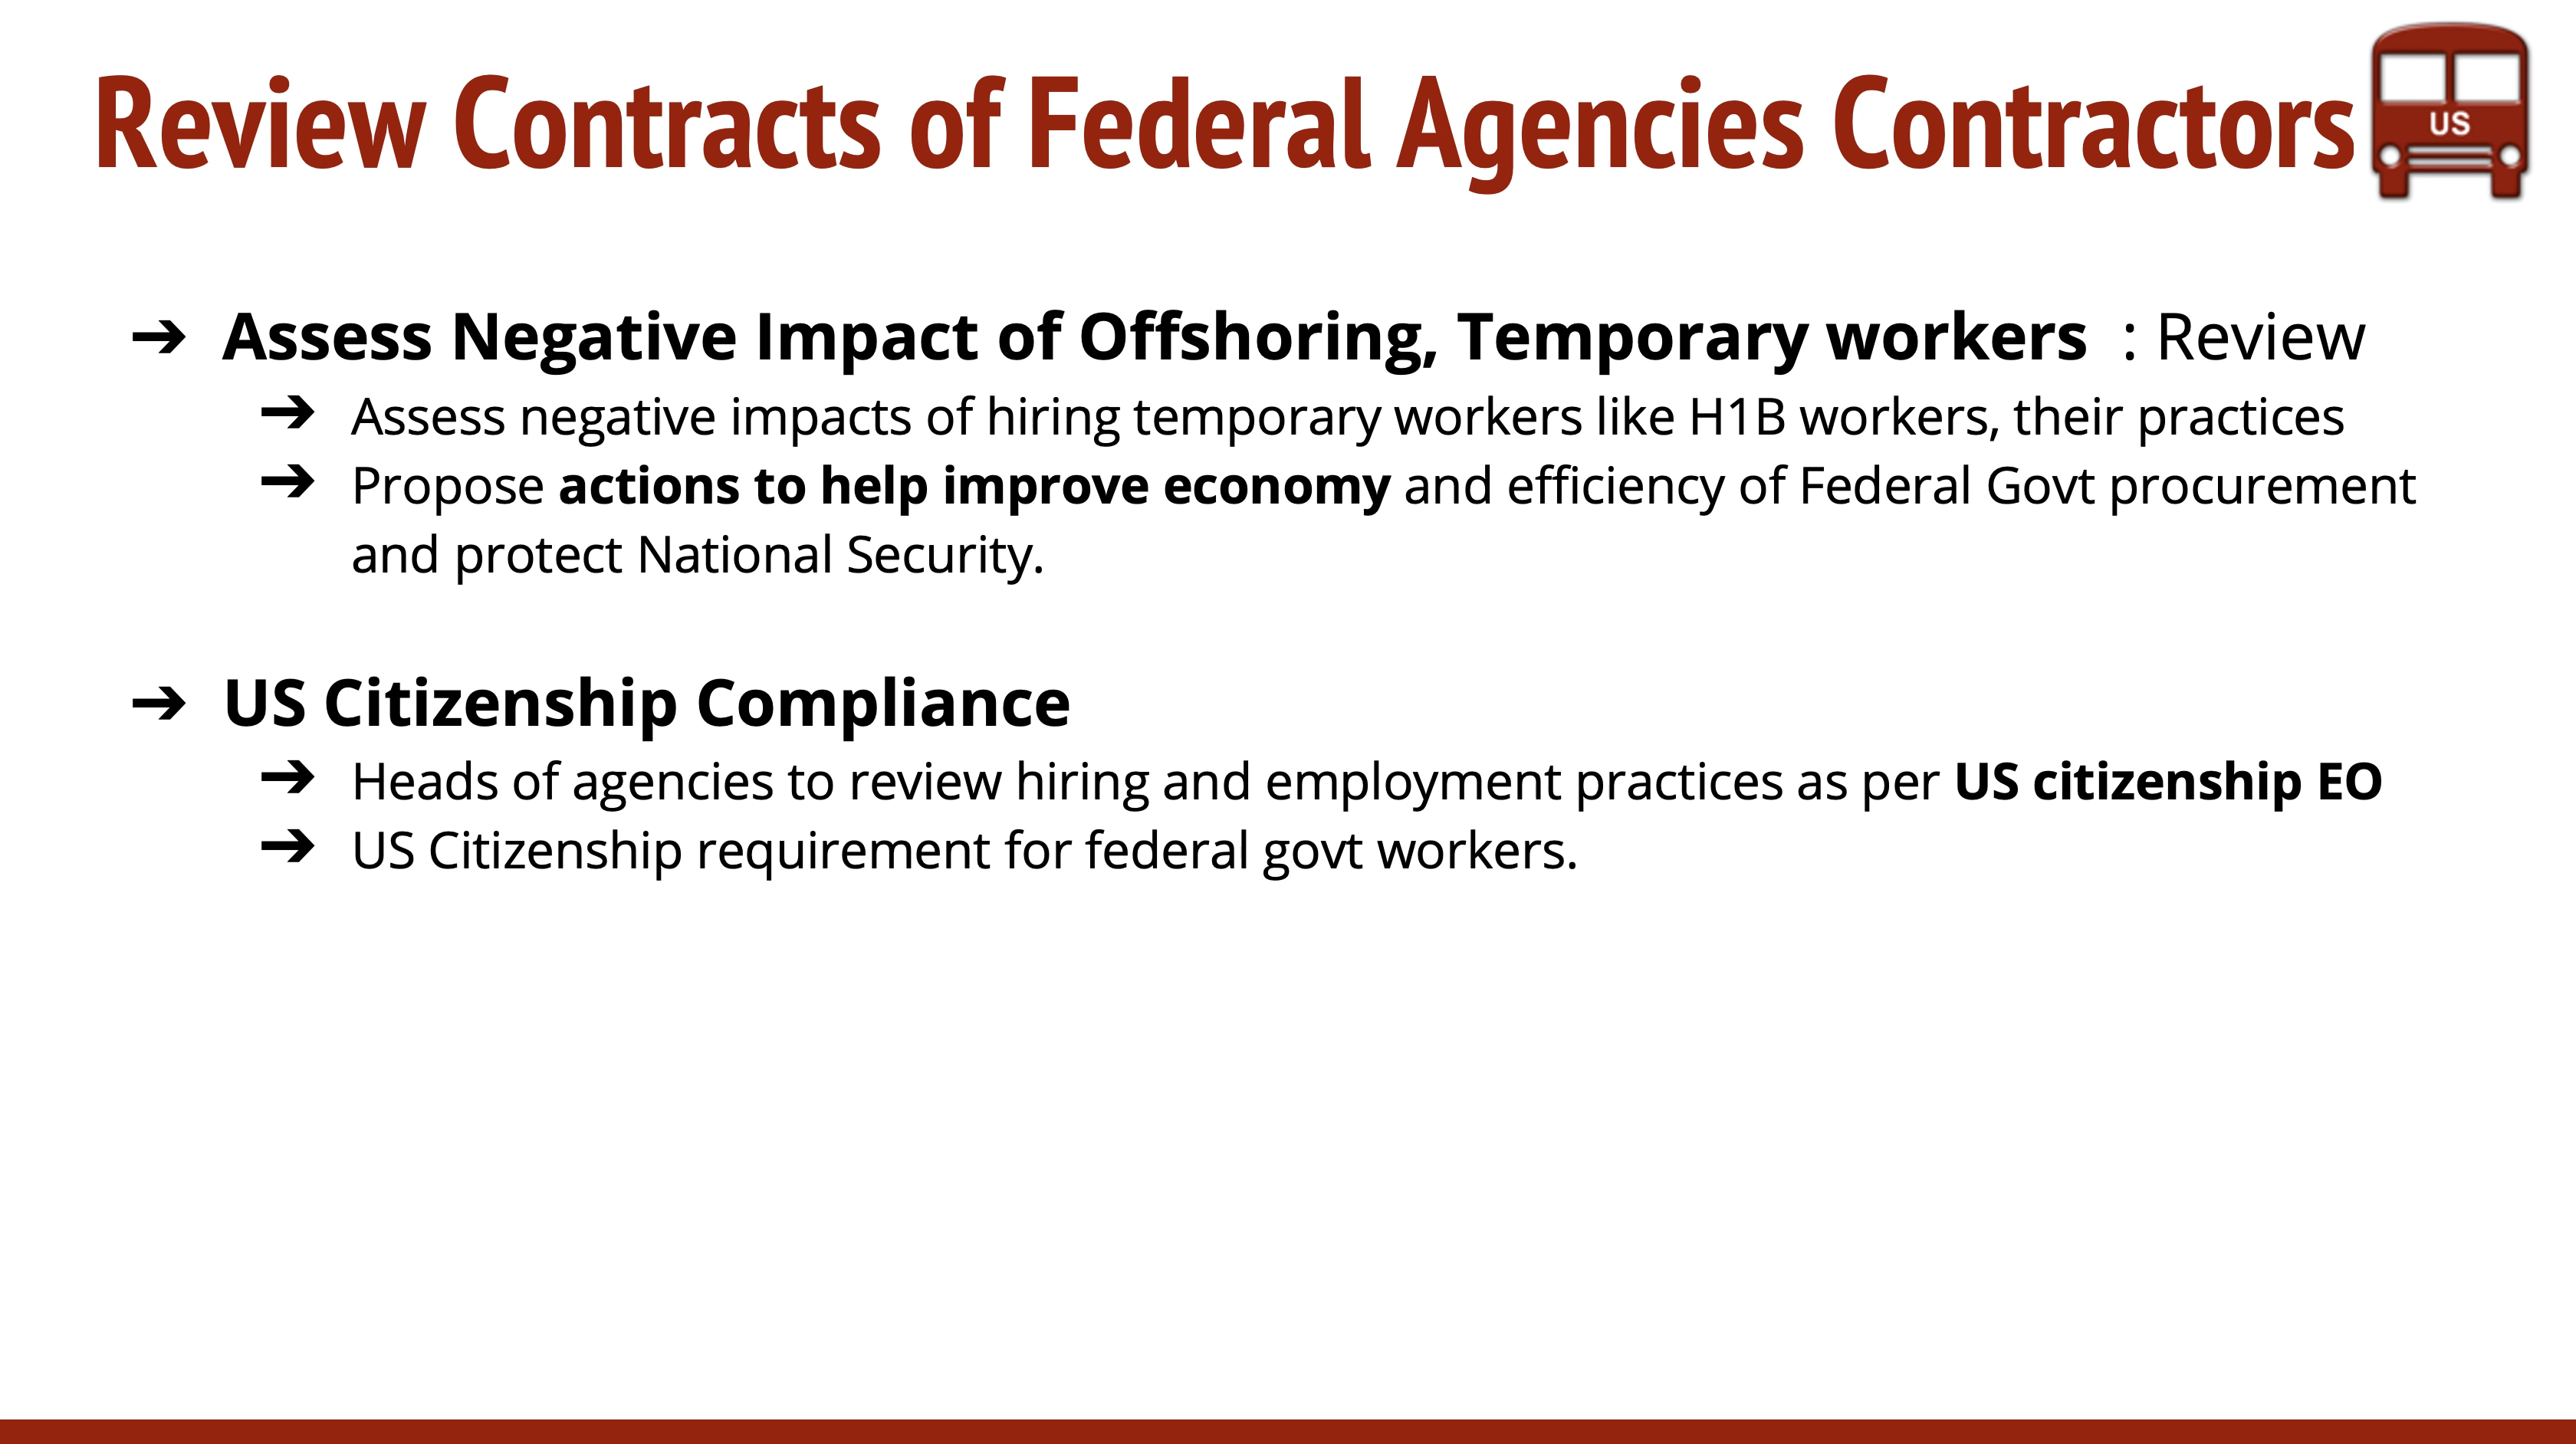 Review Contracts of Federal Agencies Contractors
US
➔ Assess Negative Impact of Offshoring, Temporary workers : Review
➔ Assess negative impacts of hiring temporary workers like H1B workers, their practices
➔ Propose actions to help improve economy and efficiency of Federal Govt procurement
and protect National Security.
➔ US Citizenship Compliance
➔ Heads of agencies to review hiring and employment practices as per US citizenship EO
➔ US Citizenship requirement for federal govt workers.